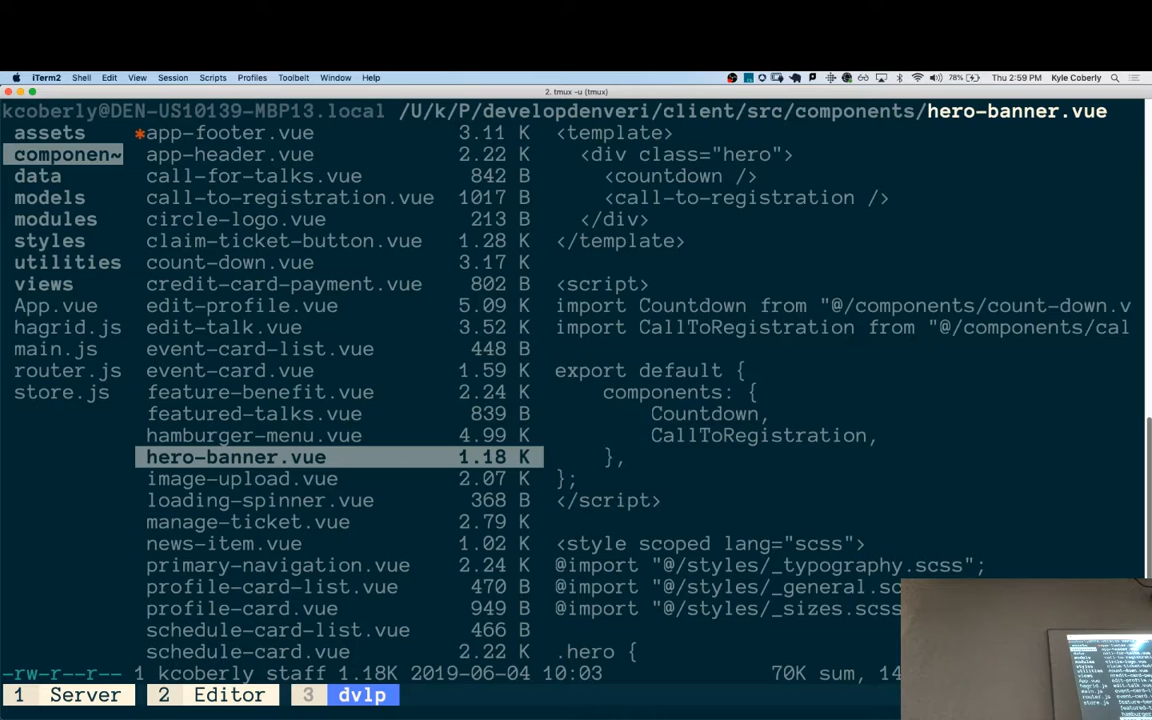 iTerm2 Shell Edit View Session Scripts Profiles Toolbelt Window Help 78% Thu 2:59 PM Kyle Coberly
2. tmux -u (tmux)
kcoberly@DEN-US10139-MBP13.local /U/k/P/developdenveri/client/src/components/hero-banner.vue
assets *app-footer.vue 3.11 K <template>
componen~ app-header.vue 2.22 K <div class="hero">
data call-for-talks.vue 842 B <countdown />
models call-to-registration.vue 1017 B <call-to-registration />
modules circle-logo.vue 213 B </div>
styles claim-ticket-button.vue 1.28 K </template>
utilities count-down.vue 3.17 K
views credit-card-payment.vue 802 B <script>
App.vue edit-profile.vue 5.09 K import Countdown from "@/components/count-down.v
hagrid.js edit-talk.vue 3.52 K import CallToRegistration from "@/components/cal
main.js event-card-list.vue 448 B
router.js event-card.vue 1.59 K export default {
store.js feature-benefit.vue 2.24 K components: {
featured-talks.vue 839 B Countdown,
hamburger-menu.vue 4.99 K CallToRegistration,
hero-banner.vue 1.18 K },
image-upload.vue 2.07 K };
loading-spinner.vue 368 B </script>
manage-ticket.vue 2.79 K
news-item.vue 1.02 K <style scoped lang="scss">
primary-navigation.vue 2.24 K @import "@/styles/_typography.scss";
profile-card-list.vue 470 B @import "@/styles/_general.sc
profile-card.vue 949 B @import "@/styles/_sizes.scss
schedule-card-list.vue 466 B
schedule-card.vue 2.22 K .hero {
-rw-r--r-- 1 kcoberly staff 1.18K 2019-06-04 10:03 70K sum, 14
1 Server 2 Editor 3 dvlp